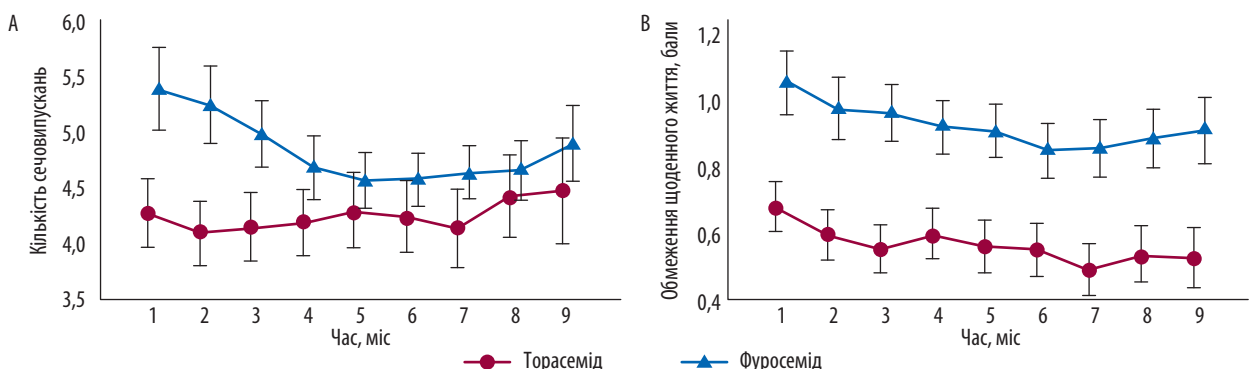 А
Кількість сечовипускань
6,0
5,5
5,0
4,5
4,0
3,5
1 2 3 4 5 6 7 8 9
Час, міс
В
Обмеження щоденного життя, бали
1,2
1,0
0,8
0,6
0,4
1 2 3 4 5 6 7 8 9
Час, міс
Торасемід Фуросемід